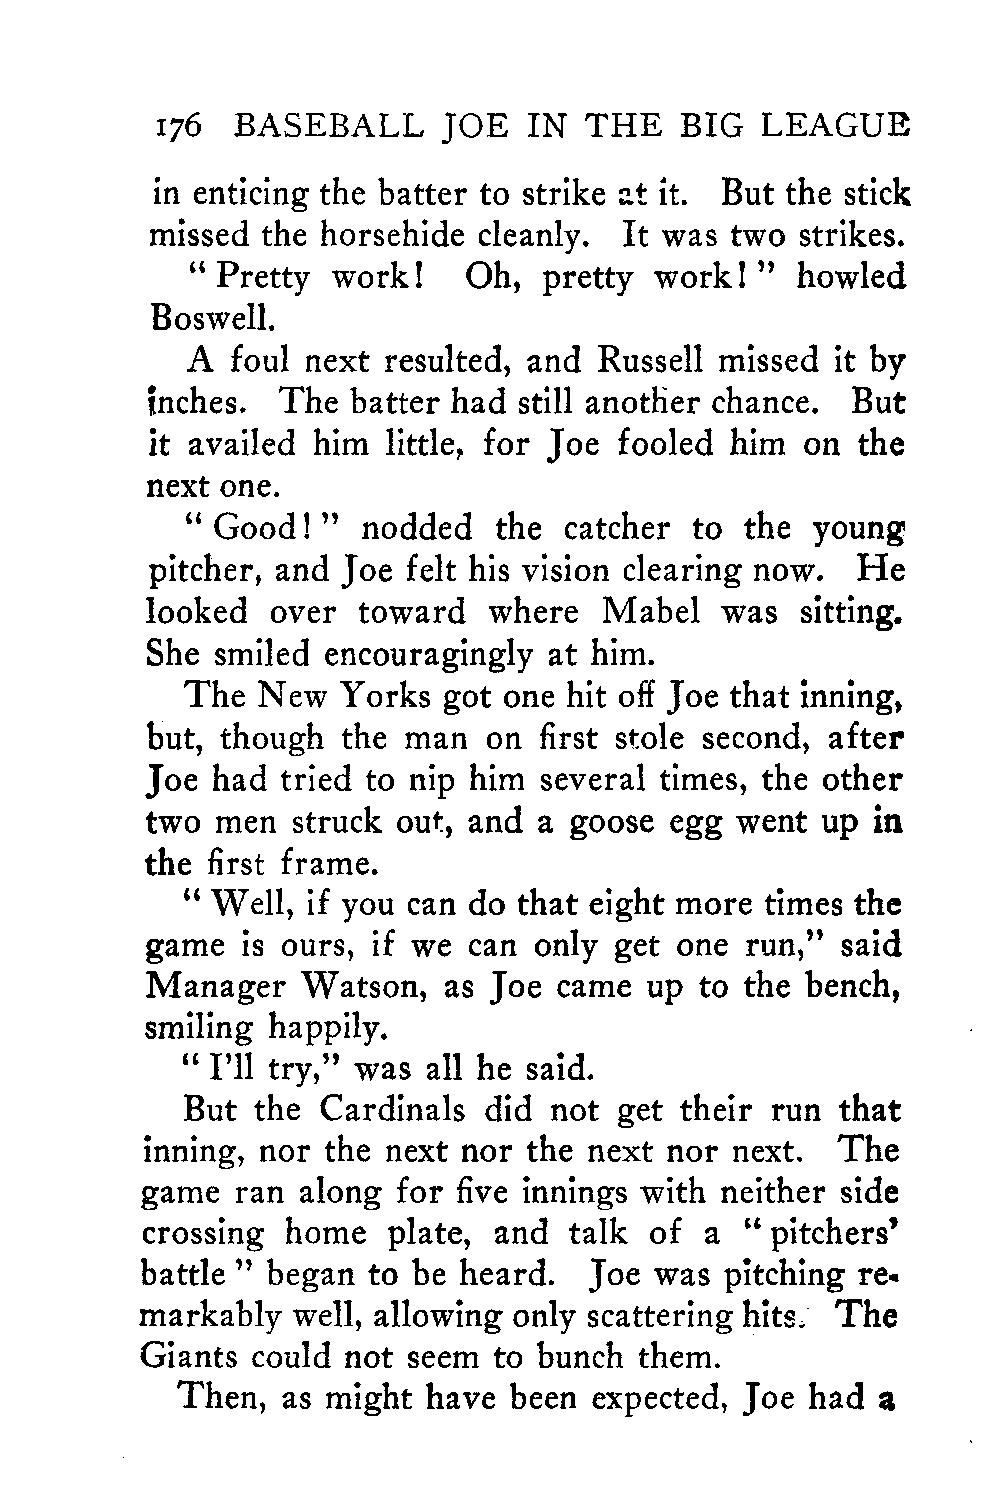 176 BASEBALL JOE IN THE BIG LEAGUE
in enticing the batter to strike at it. But the stick
missed the horsehide cleanly. It was two strikes.
“ Pretty work! Oh, pretty work! ” howled
Boswell.
A foul next resulted, and Russell missed it by
inches. The batter had still another chance. But
it availed him little, for Joe fooled him on the
next one.
“ Good! ” nodded the catcher to the young
pitcher, and Joe felt his vision clearing now. He
looked over toward where Mabel was sitting.
She smiled encouragingly at him.
The New Yorks got one hit off Joe that inning,
but, though the man on first stole second, after
Joe had tried to nip him several times, the other
two men struck out, and a goose egg went up in
the first frame.
“ Well, if you can do that eight more times the
game is ours, if we can only get one run,” said
Manager Watson, as Joe came up to the bench,
smiling happily.
“ I’ll try,” was all he said.
But the Cardinals did not get their run that
inning, nor the next nor the next nor next. The
game ran along for five innings with neither side
crossing home plate, and talk of a “ pitchers’
battle ” began to be heard. Joe was pitching re-
markably well, allowing only scattering hits. The
Giants could not seem to bunch them.
Then, as might have been expected, Joe had a